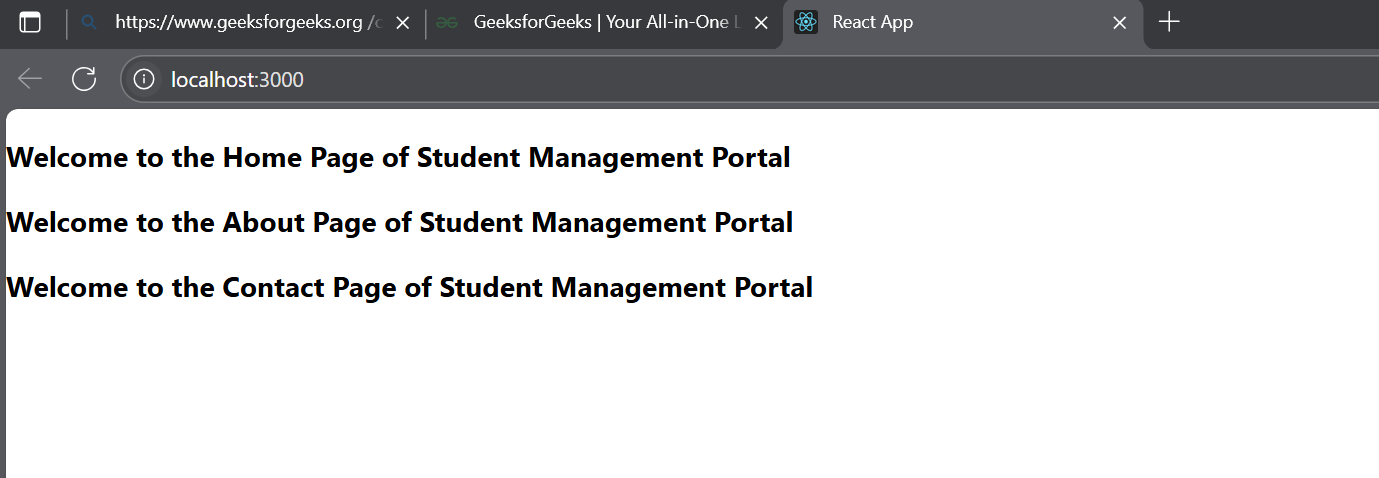 https://www.geeksforgeeks.org /c
GeeksforGeeks | Your All-in-One L
React App
localhost:3000
Welcome to the Home Page of Student Management Portal
Welcome to the About Page of Student Management Portal
Welcome to the Contact Page of Student Management Portal